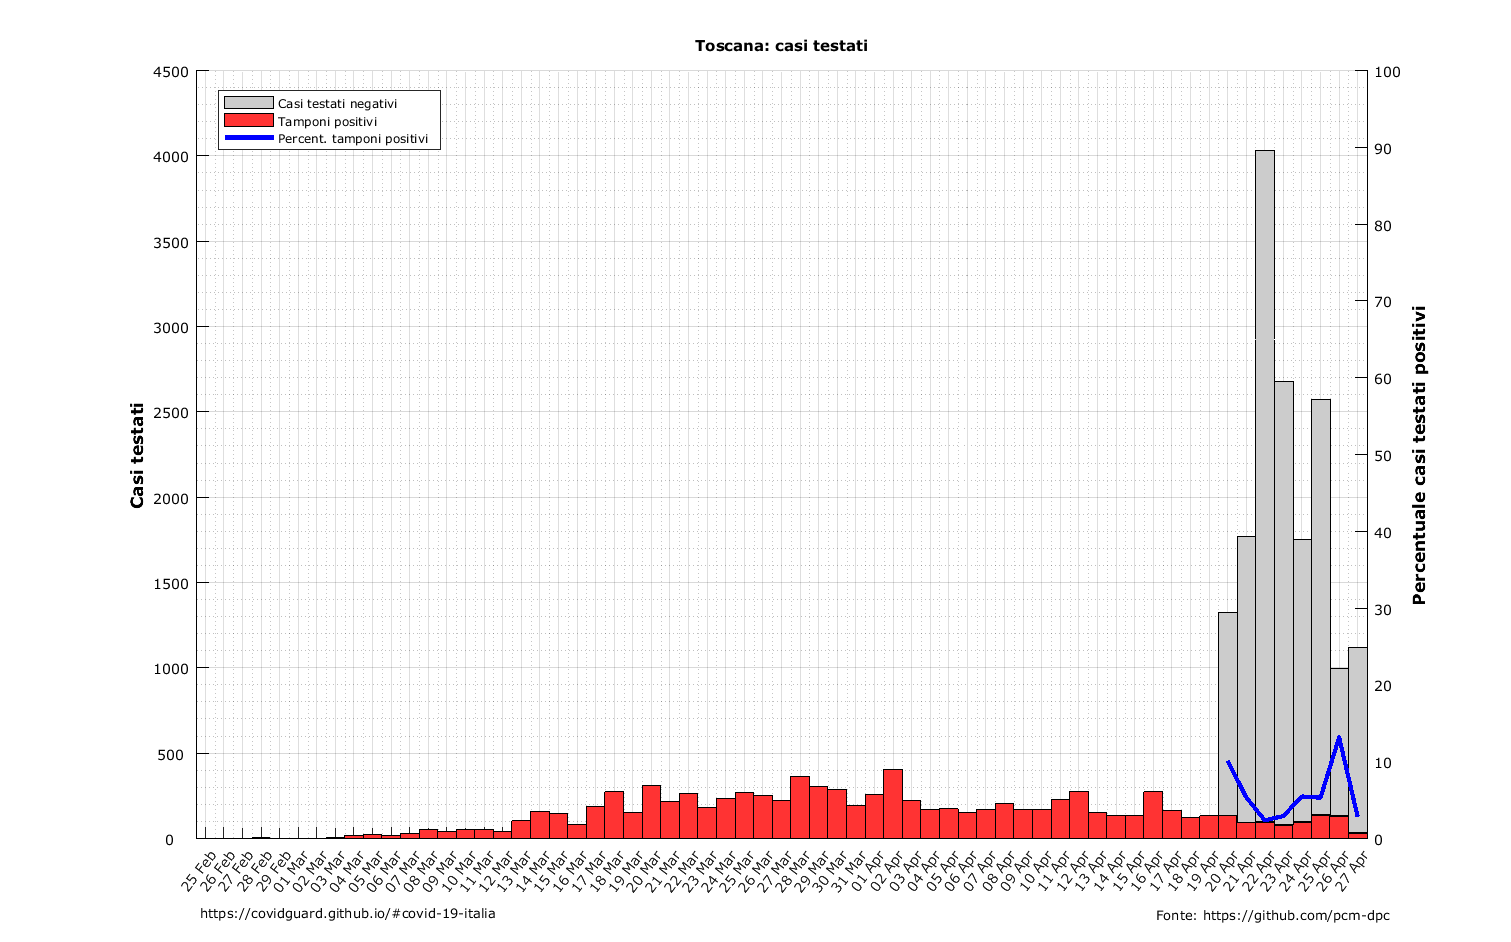 Toscana: casi testati
4500
4000
3500
3000
2500
2000
1500
1000
500
0
Casi testati
Casi testati negativi
Tamponi positivi
Percent. tamponi positivi
100
90
80
70
60
50
40
30
20
10
0
Percentuale casi testati positivi
25 Feb
26 Feb
27 Feb
28 Feb
29 Feb
01 Mar
02 Mar
03 Mar
04 Mar
05 Mar
06 Mar
07 Mar
08 Mar
09 Mar
10 Mar
11 Mar
12 Mar
13 Mar
14 Mar
15 Mar
16 Mar
17 Mar
18 Mar
19 Mar
20 Mar
21 Mar
22 Mar
23 Mar
24 Mar
25 Mar
26 Mar
27 Mar
28 Mar
29 Mar
30 Mar
31 Mar
01 Apr
02 Apr
03 Apr
04 Apr
05 Apr
06 Apr
07 Apr
08 Apr
09 Apr
10 Apr
11 Apr
12 Apr
13 Apr
14 Apr
15 Apr
16 Apr
17 Apr
18 Apr
19 Apr
20 Apr
21 Apr
22 Apr
23 Apr
24 Apr
25 Apr
26 Apr
27 Apr
https://covidguard.github.io/#covid-19-italia
Fonte: https://github.com/pcm-dpc